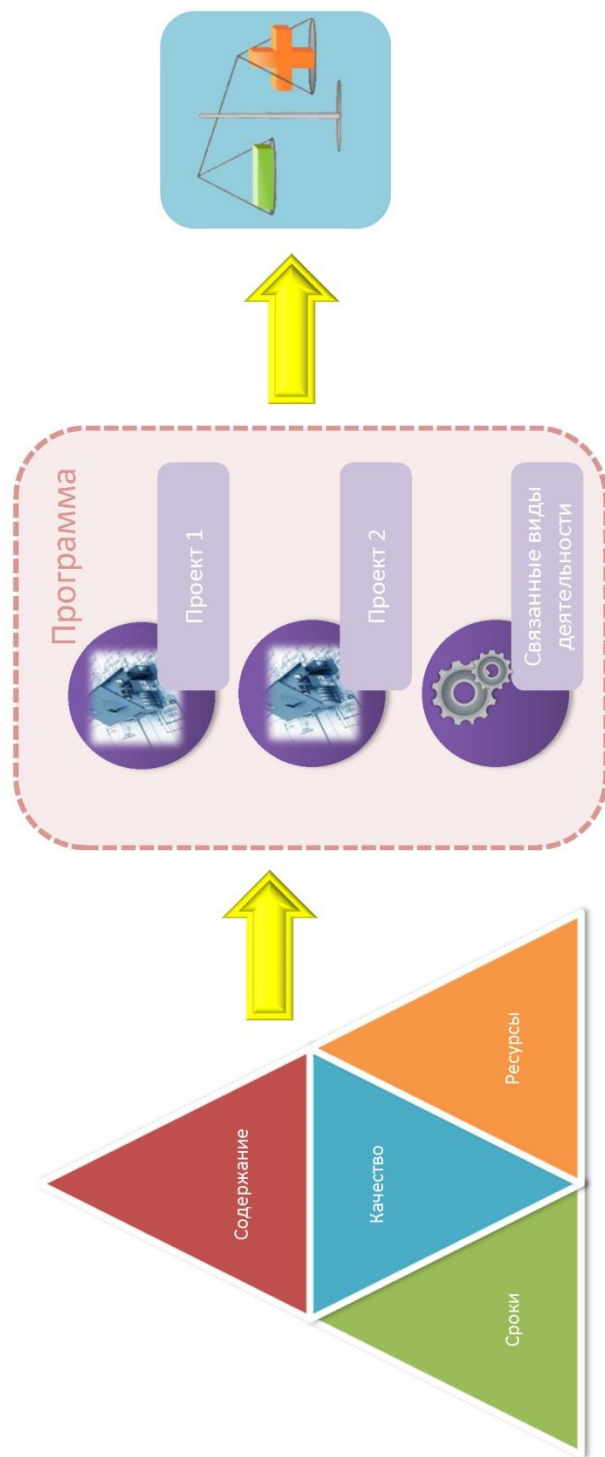 Содержание
Качество
Сроки
Ресурсы
Программа
Проект 1
Проект 2
Связанные виды
деятельности